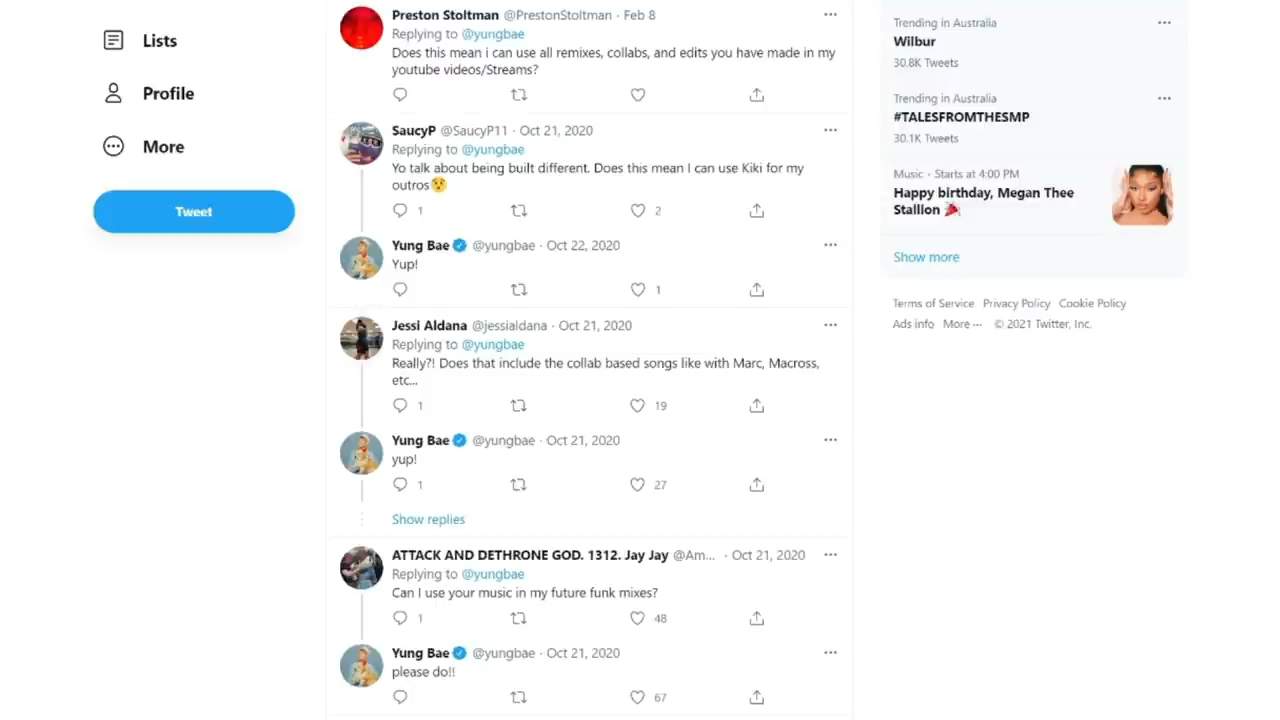 Lists
Profile
More
Tweet
Preston Stoltman @PrestonStoltman · Feb 8
Replying to @yungbae
Does this mean i can use all remixes, collabs, and edits you have made in my
youtube videos/Streams?
SaucyP @SaucyP11 · Oct 21, 2020
Replying to @yungbae
Yo talk about being built different. Does this mean I can use Kiki for my
outros😯
1 2
Yung Bae @yungbae · Oct 22, 2020
Yup!
1
Jessi Aldana @jessialdana · Oct 21, 2020
Replying to @yungbae
Really?! Does that include the collab based songs like with Marc, Macross,
etc...
1 19
Yung Bae @yungbae · Oct 21, 2020
yup!
1 27
Show replies
ATTACK AND DETHRONE GOD. 1312. Jay Jay @Am... · Oct 21, 2020
Replying to @yungbae
Can I use your music in my future funk mixes?
1 48
Yung Bae @yungbae · Oct 21, 2020
please do!!
67
Trending in Australia
Wilbur
30.8K Tweets
Trending in Australia
#TALESFROMTHESMP
30.1K Tweets
Music · Starts at 4:00 PM
Happy birthday, Megan Thee
Stallion 🎉
Show more
Terms of Service Privacy Policy Cookie Policy
Ads info More ··· © 2021 Twitter, Inc.